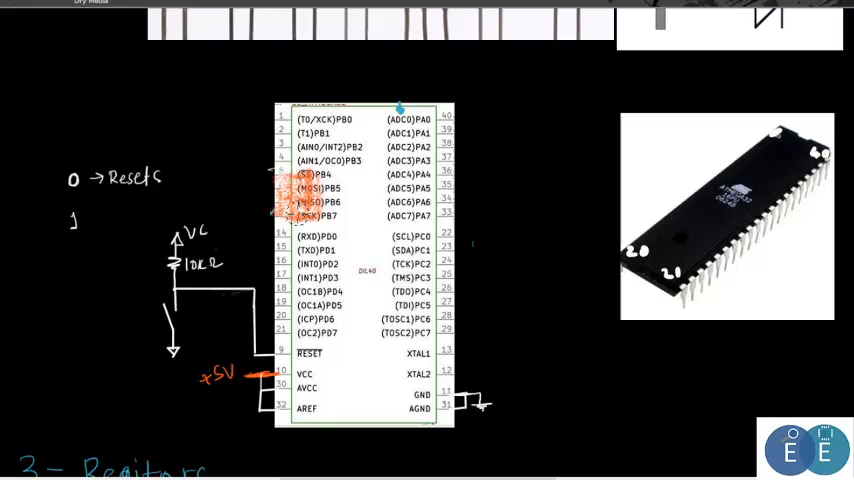 Dry Media
1 (T0/XCK)PB0 (ADC0)PA0 40
2 (T1)PB1 (ADC1)PA1 39
3 (AIN0/INT2)PB2 (ADC2)PA2 38
4 (AIN1/OC0)PB3 (ADC3)PA3 37
(SS)PB4 (ADC4)PA4 36
(MOSI)PB5 (ADC5)PA5 35
(MISO)PB6 (ADC6)PA6 34
(SCK)PB7 (ADC7)PA7 33
14 (RXD)PD0 (SCL)PC0 22
15 (TXD)PD1 (SDA)PC1 23
16 (INT0)PD2 (TCK)PC2 24
17 (INT1)PD3 (TMS)PC3 25
18 (OC1B)PD4 (TDO)PC4 26
19 (OC1A)PD5 (TDI)PC5 27
20 (ICP)PD6 (TOSC1)PC6 28
21 (OC2)PD7 (TOSC2)PC7 29
DIL40
9 RESET XTAL1 13
10 VCC XTAL2 12
30 AVCC GND 11
32 AREF AGND 31
0 → Resets
1
VC
10KΩ
+5V
40
20
21
ATMEGA32
16PU
E E
3 - Registors